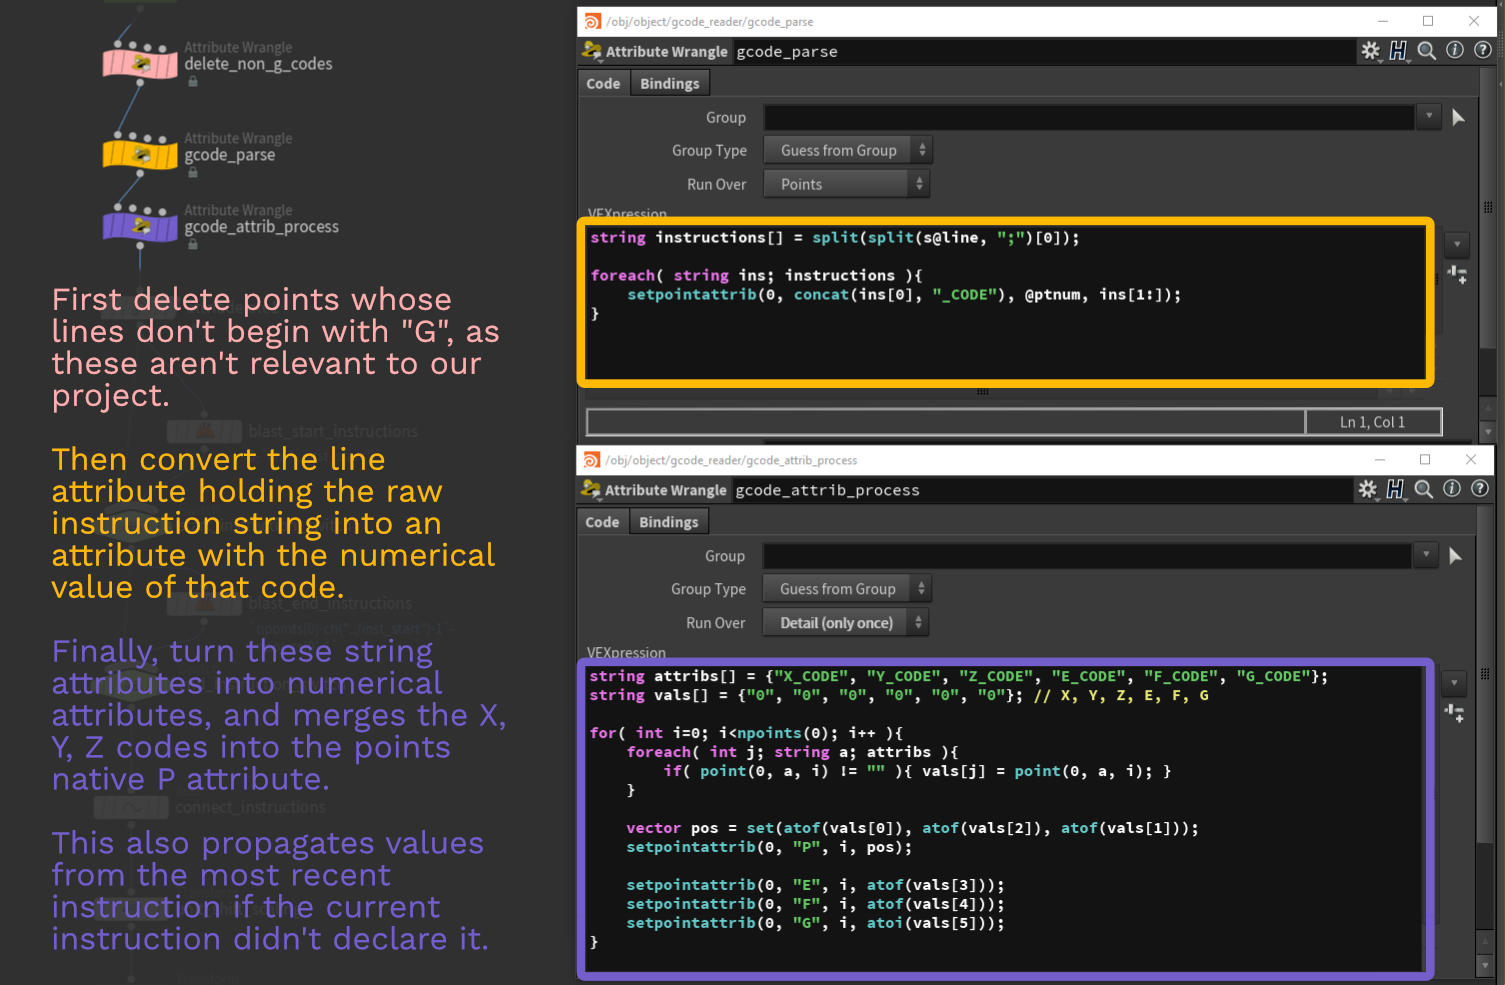 Attribute Wrangle
delete_non_g_codes
Attribute Wrangle
gcode_parse
Attribute Wrangle
gcode_attrib_process
First delete points whose
lines don't begin with "G", as
these aren't relevant to our
project.
blast_start_instructions
Then convert the line
attribute holding the raw
instruction string into an
attribute with the numerical
value of that code.
blast_end_instructions
Finally, turn these string
attributes into numerical
attributes, and merges the X,
Y, Z codes into the points
native P attribute.
connect_instructions
This also propagates values
from the most recent
instruction if the current
instruction didn't declare it.
/obj/object/gcode_reader/gcode_parse
Attribute Wrangle gcode_parse
Code Bindings
Group
Group Type Guess from Group
Run Over Points
VEXpression
string instructions[] = split(split(s@line, ";")[0]);
foreach( string ins; instructions ){
setpointattrib(0, concat(ins[0], "_CODE"), @ptnum, ins[1:]);
}
Ln 1, Col 1
/obj/object/gcode_reader/gcode_attrib_process
Attribute Wrangle gcode_attrib_process
Code Bindings
Group
Group Type Guess from Group
Run Over Detail (only once)
VEXpression
string attribs[] = {"X_CODE", "Y_CODE", "Z_CODE", "E_CODE", "F_CODE", "G_CODE"};
string vals[] = {"0", "0", "0", "0", "0", "0"}; // X, Y, Z, E, F, G
for( int i=0; i<npoints(0); i++ ){
foreach( int j; string a; attribs ){
if( point(0, a, i) != "" ){ vals[j] = point(0, a, i); }
}
vector pos = set(atof(vals[0]), atof(vals[2]), atof(vals[1]));
setpointattrib(0, "P", i, pos);
setpointattrib(0, "E", i, atof(vals[3]));
setpointattrib(0, "F", i, atof(vals[4]));
setpointattrib(0, "G", i, atoi(vals[5]));
}